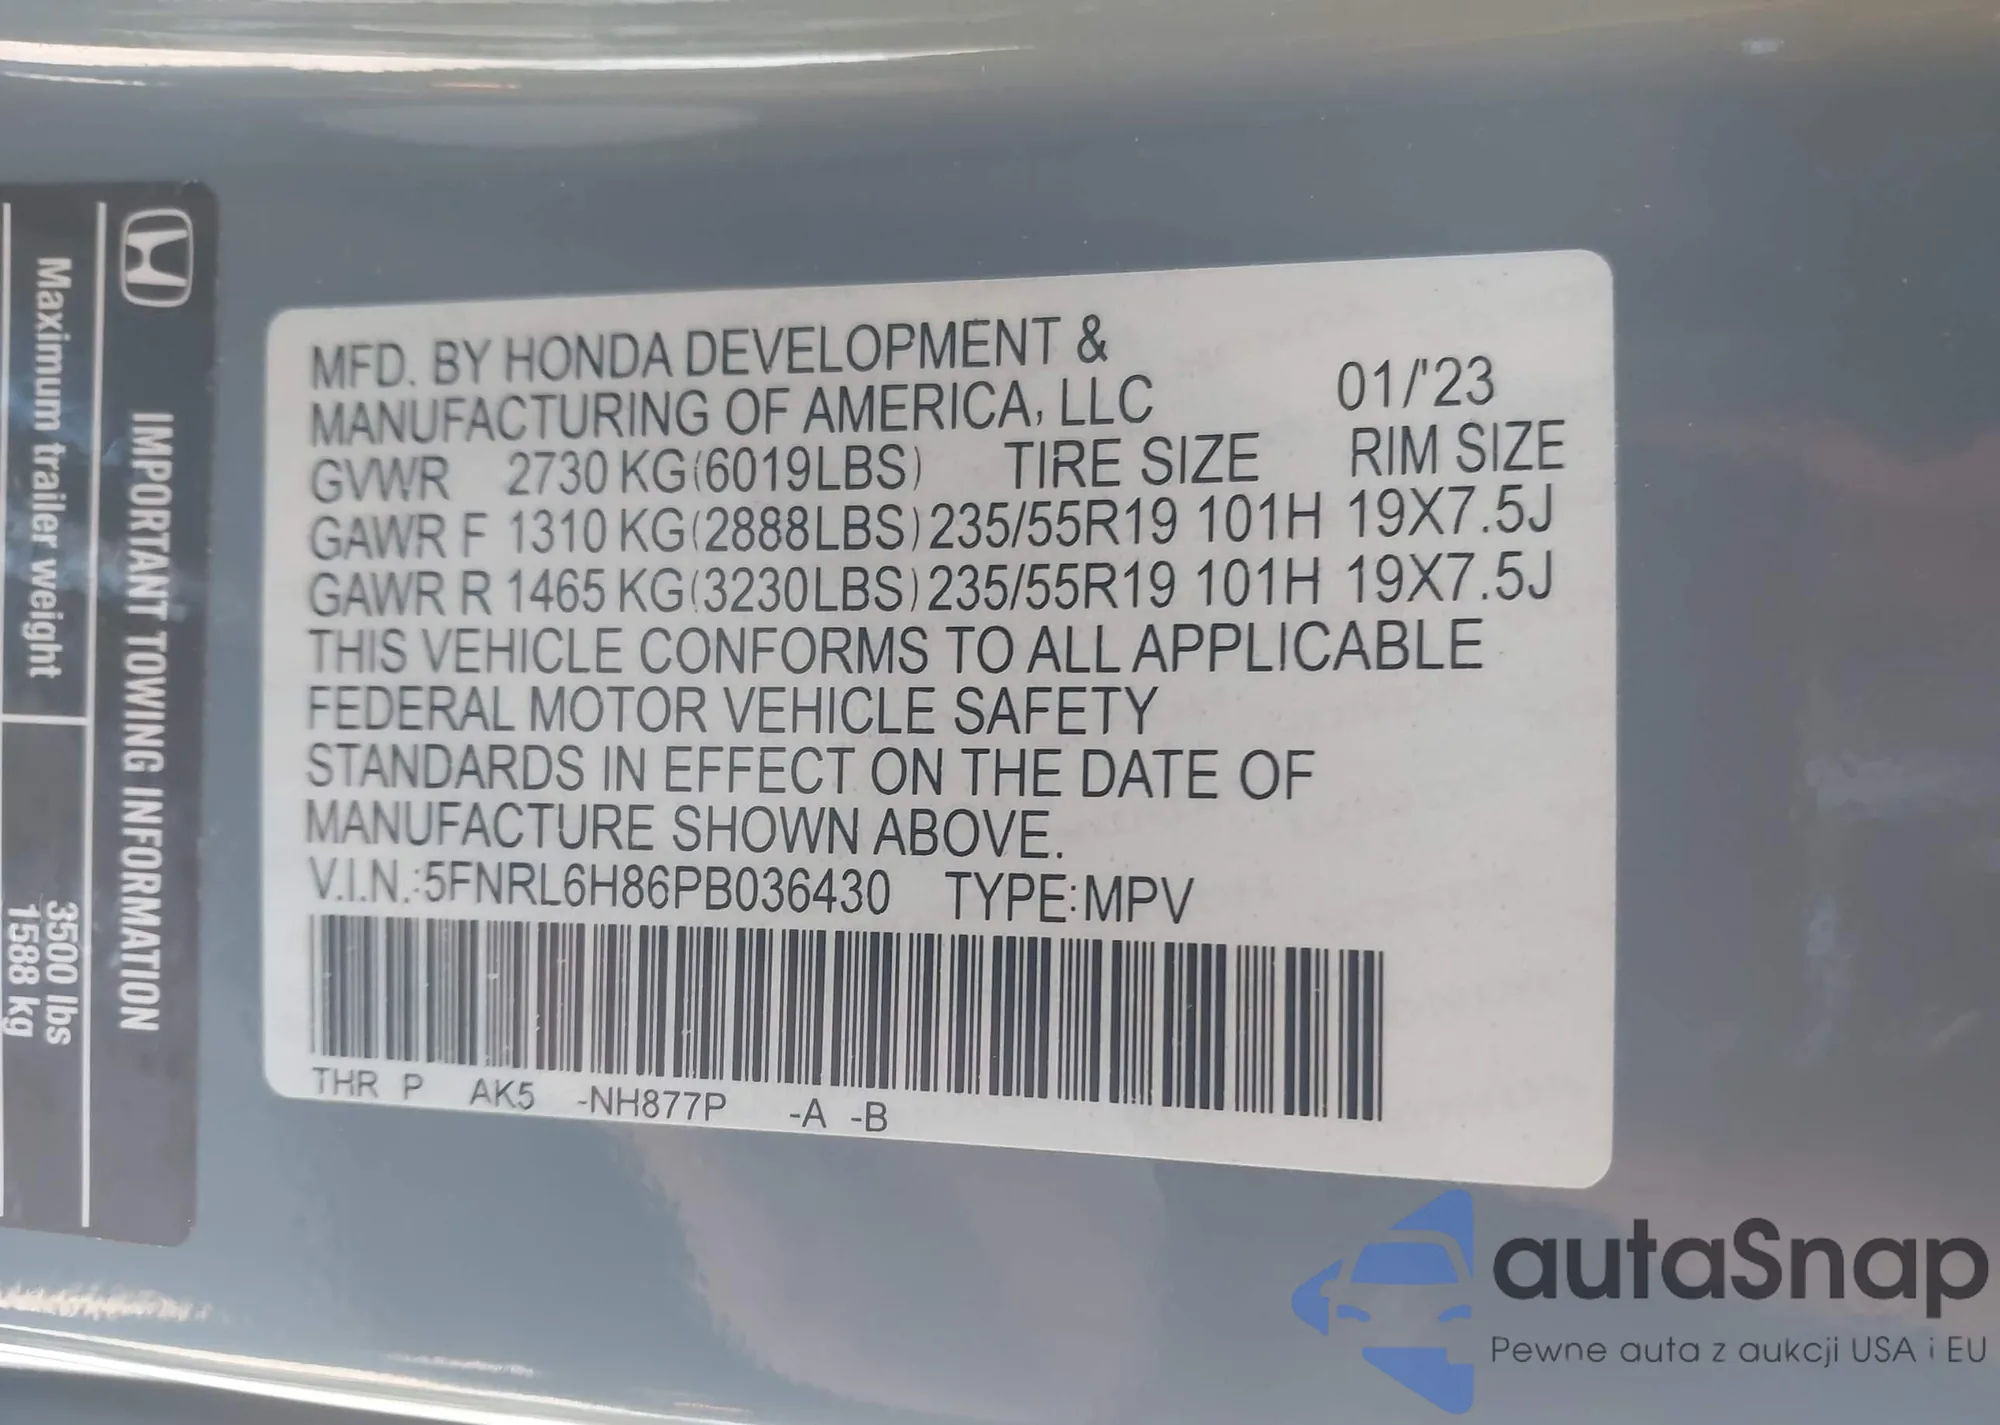 IMPORTANT TOWING INFORMATION
Maximum trailer weight
3500 lbs
1588 kg
MFD. BY HONDA DEVELOPMENT &
MANUFACTURING OF AMERICA, LLC 01/'23
GVWR 2730 KG(6019LBS) TIRE SIZE RIM SIZE
GAWR F 1310 KG(2888LBS) 235/55R19 101H 19X7.5J
GAWR R 1465 KG(3230LBS) 235/55R19 101H 19X7.5J
THIS VEHICLE CONFORMS TO ALL APPLICABLE
FEDERAL MOTOR VEHICLE SAFETY
STANDARDS IN EFFECT ON THE DATE OF
MANUFACTURE SHOWN ABOVE.
V.I.N.:5FNRL6H86PB036430 TYPE:MPV
THR P AK5 -NH877P -A -B
autaSnap
Pewne auta z aukcji USA i EU